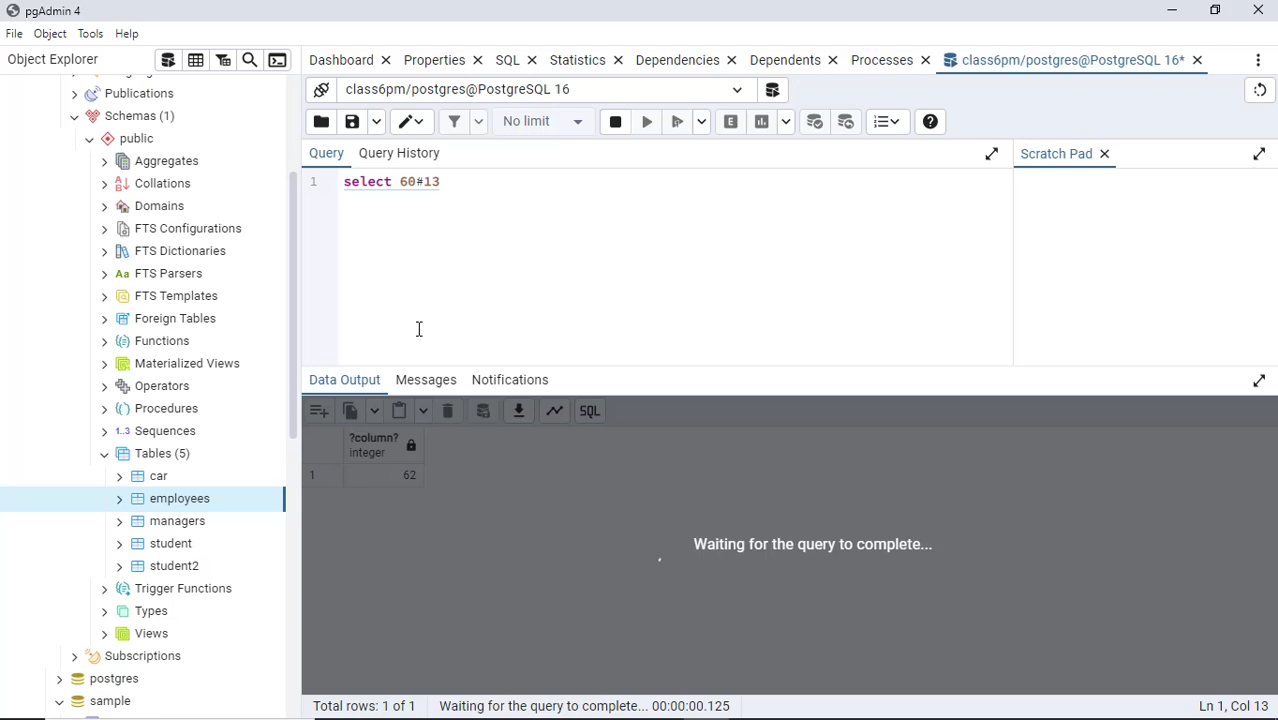 pgAdmin 4
File Object Tools Help
Object Explorer
Dashboard Properties SQL Statistics Dependencies Dependents Processes class6pm/postgres@PostgreSQL 16*
class6pm/postgres@PostgreSQL 16
No limit
Query Query History
Scratch Pad
1 select 60#13
Publications
Schemas (1)
public
Aggregates
Collations
Domains
FTS Configurations
FTS Dictionaries
FTS Parsers
FTS Templates
Foreign Tables
Functions
Materialized Views
Operators
Procedures
1..3 Sequences
Tables (5)
car
employees
managers
student
student2
Trigger Functions
Types
Views
Subscriptions
postgres
sample
Data Output Messages Notifications
SQL
?column?
integer
1 62
Waiting for the query to complete...
Total rows: 1 of 1 Waiting for the query to complete... 00:00:00.125 Ln 1, Col 13